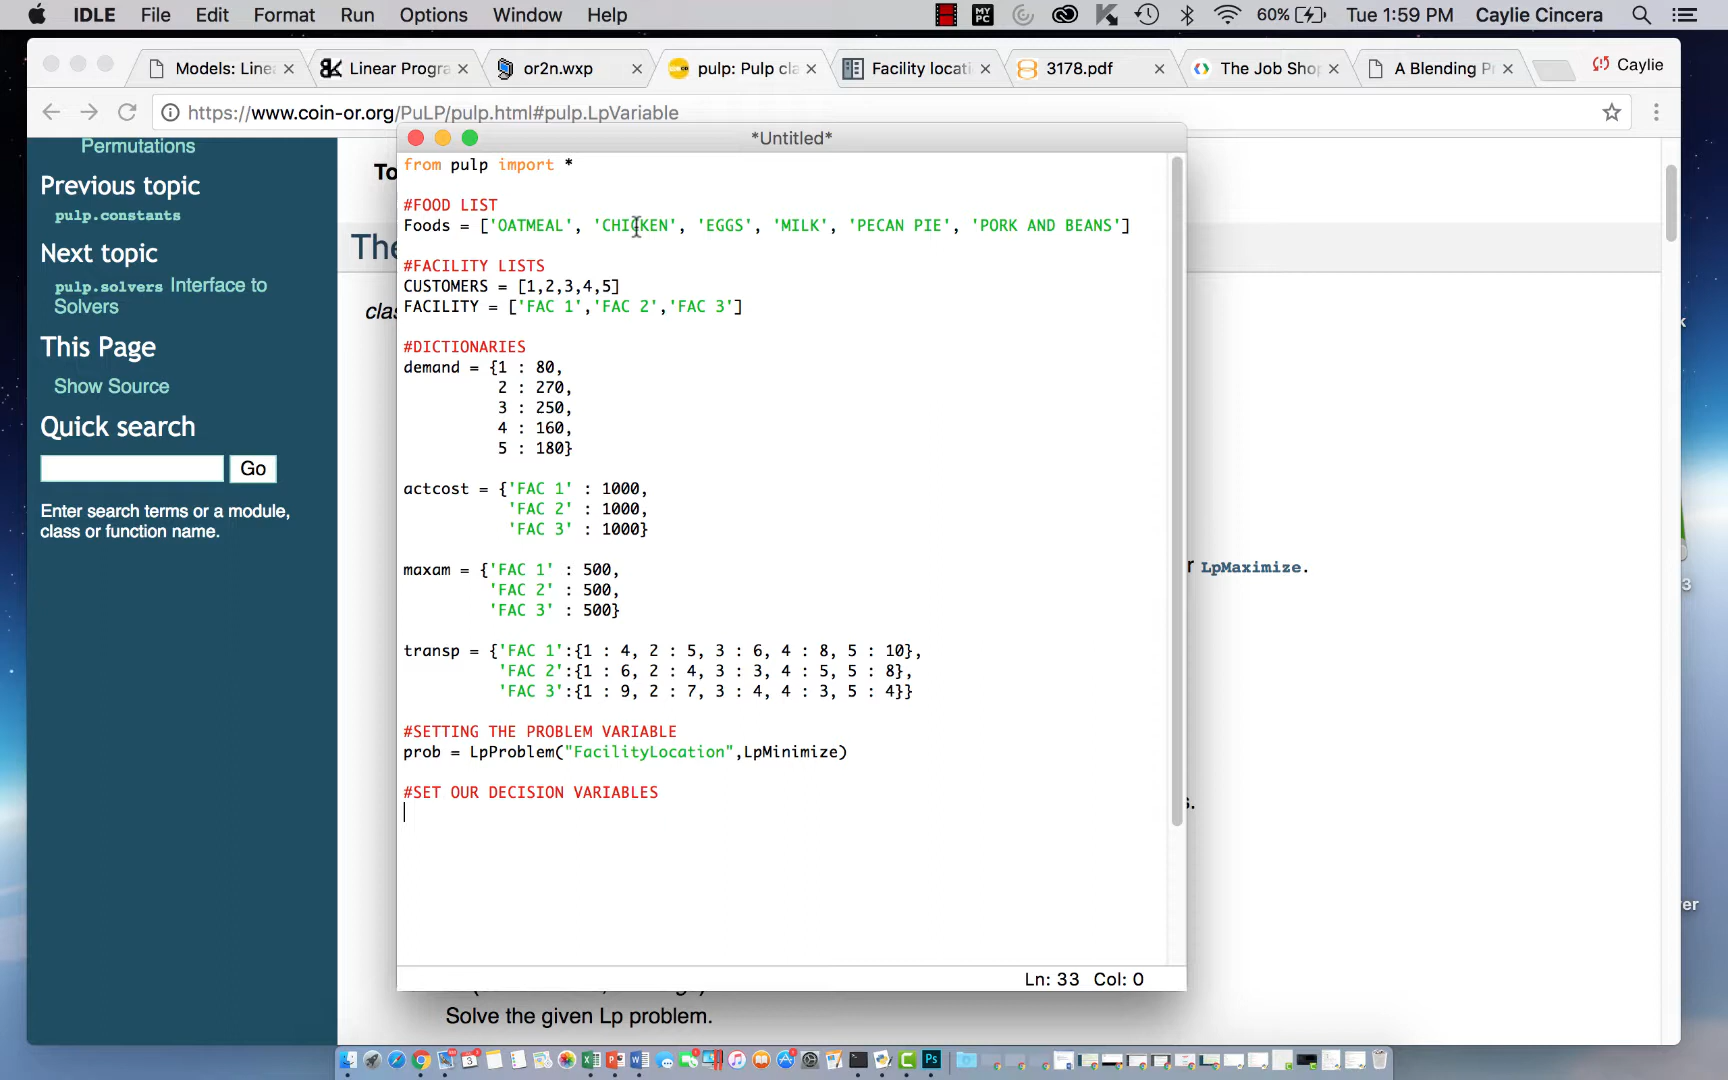 IDLE File Edit Format Run Options Window Help MY PC 60% Tue 1:59 PM Caylie Cincera
Models: Line Linear Progra or2n.wxp pulp: Pulp cla Facility locati 3178.pdf The Job Shop A Blending P Caylie
https://www.coin-or.org/PuLP/pulp.html#pulp.LpVariable
*Untitled*
Permutations
Previous topic
pulp.constants
Next topic
pulp.solvers Interface to
Solvers
This Page
Show Source
Quick search
Go
Enter search terms or a module,
class or function name.
To
The
clas
from pulp import *
#FOOD LIST
Foods = ['OATMEAL', 'CHICKEN', 'EGGS', 'MILK', 'PECAN PIE', 'PORK AND BEANS']
#FACILITY LISTS
CUSTOMERS = [1,2,3,4,5]
FACILITY = ['FAC 1','FAC 2','FAC 3']
#DICTIONARIES
demand = {1 : 80,
2 : 270,
3 : 250,
4 : 160,
5 : 180}
actcost = {'FAC 1' : 1000,
'FAC 2' : 1000,
'FAC 3' : 1000}
maxam = {'FAC 1' : 500,
'FAC 2' : 500,
'FAC 3' : 500}
transp = {'FAC 1':{1 : 4, 2 : 5, 3 : 6, 4 : 8, 5 : 10},
'FAC 2':{1 : 6, 2 : 4, 3 : 3, 4 : 5, 5 : 8},
'FAC 3':{1 : 9, 2 : 7, 3 : 4, 4 : 3, 5 : 4}}
#SETTING THE PROBLEM VARIABLE
prob = LpProblem("FacilityLocation",LpMinimize)
#SET OUR DECISION VARIABLES
Ln: 33 Col: 0
r LpMaximize.
s.
Solve the given Lp problem.
ver